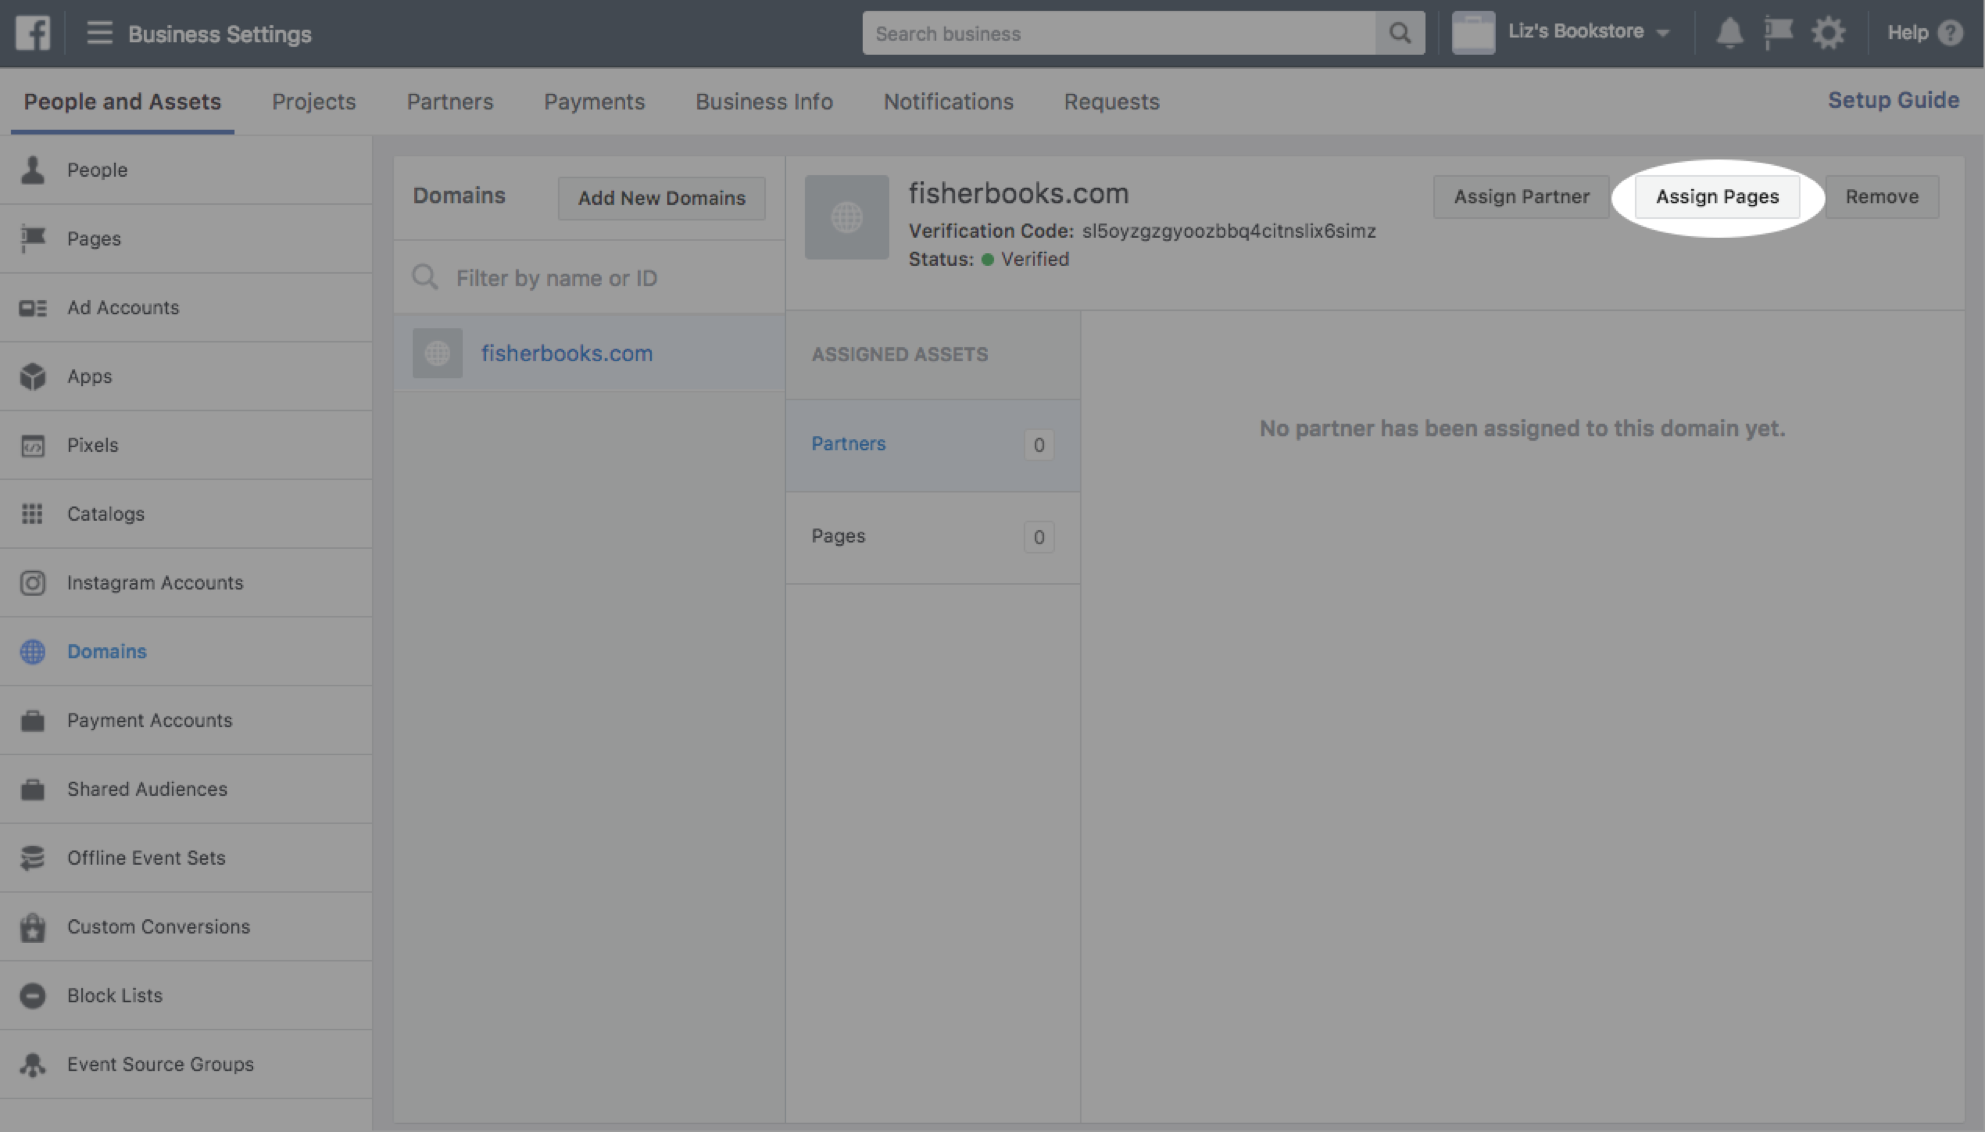 Business Settings
Search business
Liz's Bookstore
Help ?
People and Assets
Projects
Partners
Payments
Business Info
Notifications
Requests
Setup Guide
People
Pages
Ad Accounts
Apps
Pixels
Catalogs
Instagram Accounts
Domains
Payment Accounts
Shared Audiences
Offline Event Sets
Custom Conversions
Block Lists
Event Source Groups
Domains
Add New Domains
Filter by name or ID
fisherbooks.com
fisherbooks.com
Verification Code: sl5oyzgzgyoozbbq4citnslix6simz
Status: Verified
Assign Partner
Assign Pages
Remove
ASSIGNED ASSETS
Partners 0
Pages 0
No partner has been assigned to this domain yet.